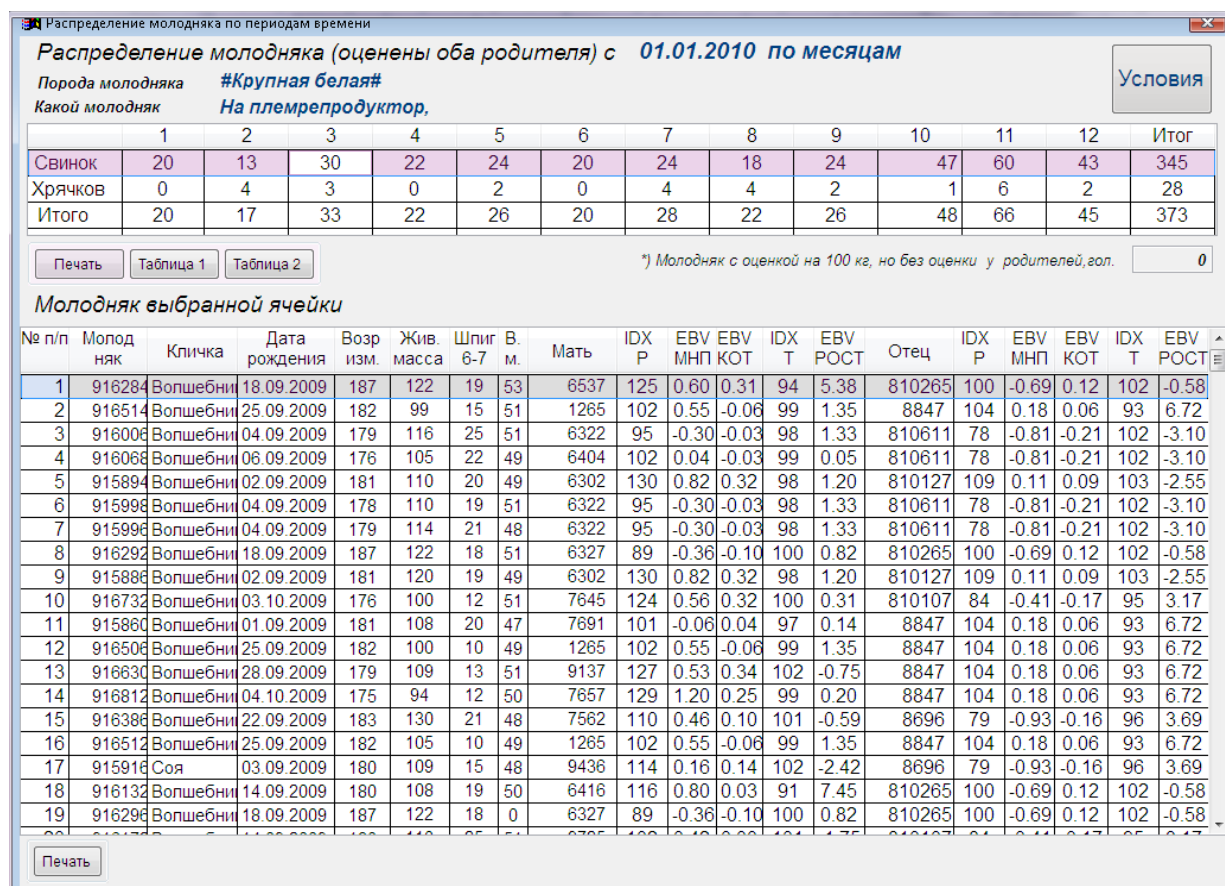 Распределение молодняка по периодам времени
Распределение молодняка (оценены оба родителя) с 01.01.2010 по месяцам
Порода молодняка #Крупная белая#
Условия
Какой молодняк На племрепродуктор,
1 2 3 4 5 6 7 8 9 10 11 12 Итог
Свинок 20 13 30 22 24 20 24 18 24 47 60 43 345
Хрячков 0 4 3 0 2 0 4 4 2 1 6 2 28
Итого 20 17 33 22 26 20 28 22 26 48 66 45 373
Печать Таблица 1 Таблица 2 *) Молодняк с оценкой на 100 кг, но без оценки у родителей,гол. 0
Молодняк выбранной ячейки
№ п/п Молод няк Кличка Дата рождения Возр изм. Жив. масса Шпиг 6-7 В. м. Мать IDX Р EBV МНП EBV КОТ IDX Т EBV РОСТ Отец IDX Р EBV МНП EBV КОТ IDX Т EBV РОСТ
1 916284 Волшебни 18.09.2009 187 122 19 53 6537 125 0.60 0.31 94 5.38 810265 100 -0.69 0.12 102 -0.58
2 916514 Волшебни 25.09.2009 182 99 15 51 1265 102 0.55 -0.06 99 1.35 8847 104 0.18 0.06 93 6.72
3 916006 Волшебни 04.09.2009 179 116 25 51 6322 95 -0.30 -0.03 98 1.33 810611 78 -0.81 -0.21 102 -3.10
4 916068 Волшебни 06.09.2009 176 105 22 49 6404 102 0.04 -0.03 99 0.05 810611 78 -0.81 -0.21 102 -3.10
5 915894 Волшебни 02.09.2009 181 110 20 49 6302 130 0.82 0.32 98 1.20 810127 109 0.11 0.09 103 -2.55
6 915998 Волшебни 04.09.2009 178 110 19 51 6322 95 -0.30 -0.03 98 1.33 810611 78 -0.81 -0.21 102 -3.10
7 915996 Волшебни 04.09.2009 179 114 21 48 6322 95 -0.30 -0.03 98 1.33 810611 78 -0.81 -0.21 102 -3.10
8 916292 Волшебни 18.09.2009 187 122 18 51 6327 89 -0.36 -0.10 100 0.82 810265 100 -0.69 0.12 102 -0.58
9 915886 Волшебни 02.09.2009 181 120 19 49 6302 130 0.82 0.32 98 1.20 810127 109 0.11 0.09 103 -2.55
10 916732 Волшебни 03.10.2009 176 100 12 51 7645 124 0.56 0.32 100 0.31 810107 84 -0.41 -0.17 95 3.17
11 915860 Волшебни 01.09.2009 181 108 20 47 7691 101 -0.06 0.04 97 0.14 8847 104 0.18 0.06 93 6.72
12 916506 Волшебни 25.09.2009 182 100 10 49 1265 102 0.55 -0.06 99 1.35 8847 104 0.18 0.06 93 6.72
13 916630 Волшебни 28.09.2009 179 109 13 51 9137 127 0.53 0.34 102 -0.75 8847 104 0.18 0.06 93 6.72
14 916812 Волшебни 04.10.2009 175 94 12 50 7657 129 1.20 0.25 99 0.20 8847 104 0.18 0.06 93 6.72
15 916386 Волшебни 22.09.2009 183 130 21 48 7562 110 0.46 0.10 101 -0.59 8696 79 -0.93 -0.16 96 3.69
16 916512 Волшебни 25.09.2009 182 105 10 49 1265 102 0.55 -0.06 99 1.35 8847 104 0.18 0.06 93 6.72
17 915916 Соя 03.09.2009 180 109 15 48 9436 114 0.16 0.14 102 -2.42 8696 79 -0.93 -0.16 96 3.69
18 916132 Волшебни 14.09.2009 180 108 19 50 6416 116 0.80 0.03 91 7.45 810265 100 -0.69 0.12 102 -0.58
19 916296 Волшебни 18.09.2009 187 122 18 0 6327 89 -0.36 -0.10 100 0.82 810265 100 -0.69 0.12 102 -0.58
Печать